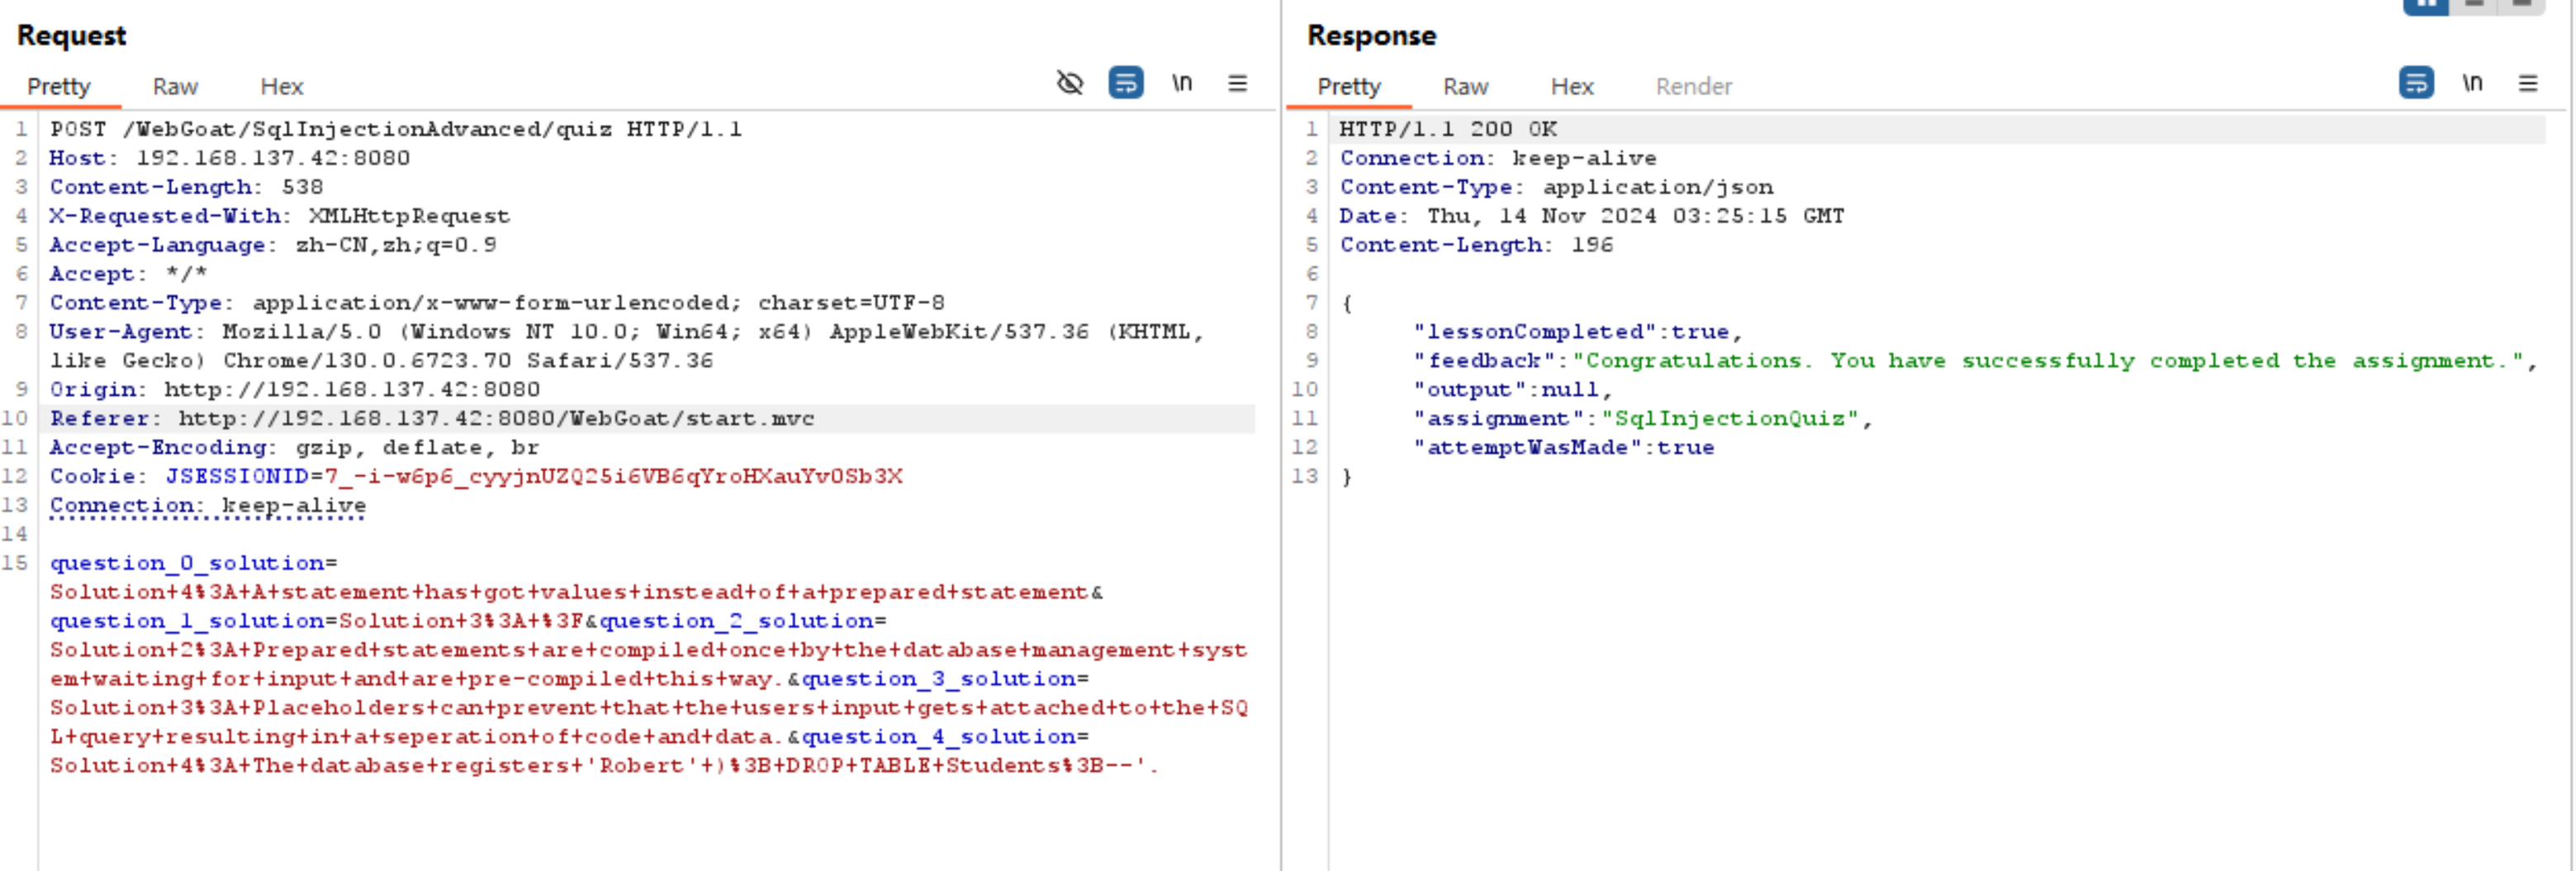 Request
Pretty Raw Hex \n
1 POST /WebGoat/SqlInjectionAdvanced/quiz HTTP/1.1
2 Host: 192.168.137.42:8080
3 Content-Length: 538
4 X-Requested-With: XMLHttpRequest
5 Accept-Language: zh-CN,zh;q=0.9
6 Accept: */*
7 Content-Type: application/x-www-form-urlencoded; charset=UTF-8
8 User-Agent: Mozilla/5.0 (Windows NT 10.0; Win64; x64) AppleWebKit/537.36 (KHTML,
like Gecko) Chrome/130.0.6723.70 Safari/537.36
9 Origin: http://192.168.137.42:8080
10 Referer: http://192.168.137.42:8080/WebGoat/start.mvc
11 Accept-Encoding: gzip, deflate, br
12 Cookie: JSESSIONID=7_-i-w6p6_cyyjnUZQ25i6VB6qYroHXauYvOSb3X
13 Connection: keep-alive
14
15 question_0_solution=
Solution+4%3A+A+statement+has+got+values+instead+of+a+prepared+statement&
question_1_solution=Solution+3%3A+%3F&question_2_solution=
Solution+2%3A+Prepared+statements+are+compiled+once+by+the+database+management+syst
em+waiting+for+input+and+are+pre-compiled+this+way.&question_3_solution=
Solution+3%3A+Placeholders+can+prevent+that+the+users+input+gets+attached+to+the+SQ
L+query+resulting+in+a+seperation+of+code+and+data.&question_4_solution=
Solution+4%3A+The+database+registers+'Robert'+)%3B+DROP+TABLE+Students%3B--'.
Response
Pretty Raw Hex Render \n
1 HTTP/1.1 200 OK
2 Connection: keep-alive
3 Content-Type: application/json
4 Date: Thu, 14 Nov 2024 03:25:15 GMT
5 Content-Length: 196
6
7 {
8 "lessonCompleted":true,
9 "feedback":"Congratulations. You have successfully completed the assignment.",
10 "output":null,
11 "assignment":"SqlInjectionQuiz",
12 "attemptWasMade":true
13 }